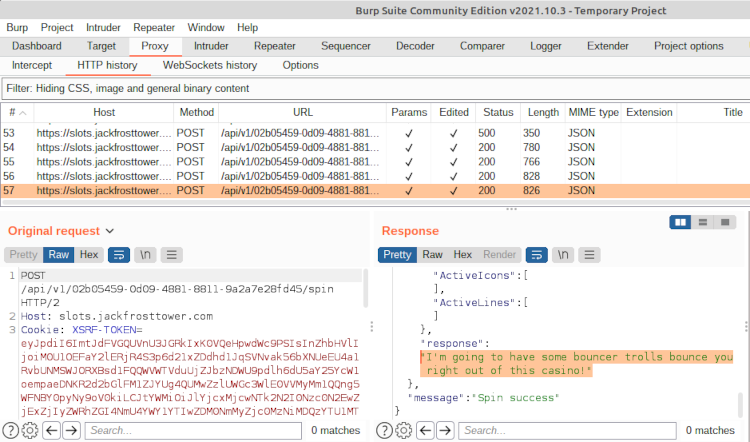 Burp Suite Community Edition v2021.10.3 - Temporary Project
Burp Project Intruder Repeater Window Help
Dashboard Target Proxy Intruder Repeater Sequencer Decoder Comparer Logger Extender Project options
Intercept HTTP history WebSockets history Options
Filter: Hiding CSS, image and general binary content
# Host Method URL Params Edited Status Length MIME type Extension Title
53 https://slots.jackfrosttower.... POST /api/v1/02b05459-0d09-4881-881... ✓ ✓ 500 350 JSON
54 https://slots.jackfrosttower.... POST /api/v1/02b05459-0d09-4881-881... ✓ ✓ 200 780 JSON
55 https://slots.jackfrosttower.... POST /api/v1/02b05459-0d09-4881-881... ✓ ✓ 200 766 JSON
56 https://slots.jackfrosttower.... POST /api/v1/02b05459-0d09-4881-881... ✓ ✓ 200 828 JSON
57 https://slots.jackfrosttower.... POST /api/v1/02b05459-0d09-4881-881... ✓ ✓ 200 826 JSON
Original request
Pretty Raw Hex \n
1 POST
/api/v1/02b05459-0d09-4881-8811-9a2a7e28fd45/spin
HTTP/2
2 Host: slots.jackfrosttower.com
3 Cookie: XSRF-TOKEN=
Search... 0 matches
Response
Pretty Raw Hex Render \n
"ActiveIcons":[
],
"ActiveLines":[
]
},
"response":
"I'm going to have some bouncer trolls bounce you
right out of this casino!"
},
"message":"Spin success"
}
Search... 0 matches